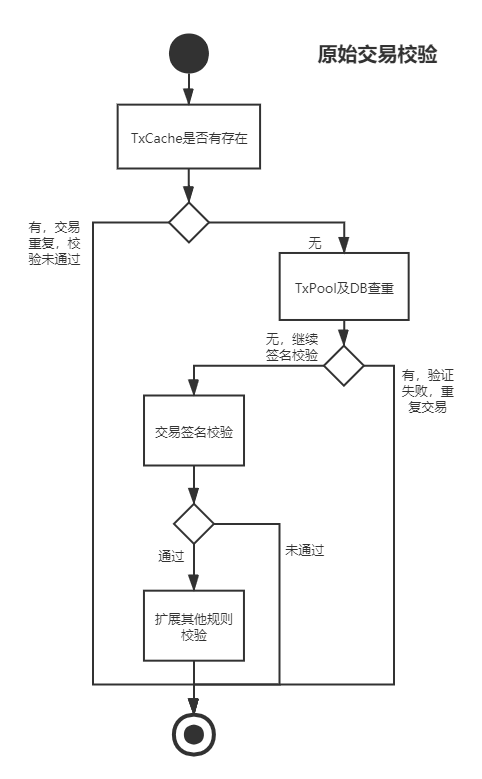 原始交易校验
TxCache是否有存在
有，交易
重复，校
验未通过
无
TxPool及DB查重
无，继续
签名校验
有，验证
失败，重
复交易
交易签名校验
未通过
通过
扩展其他规则
校验